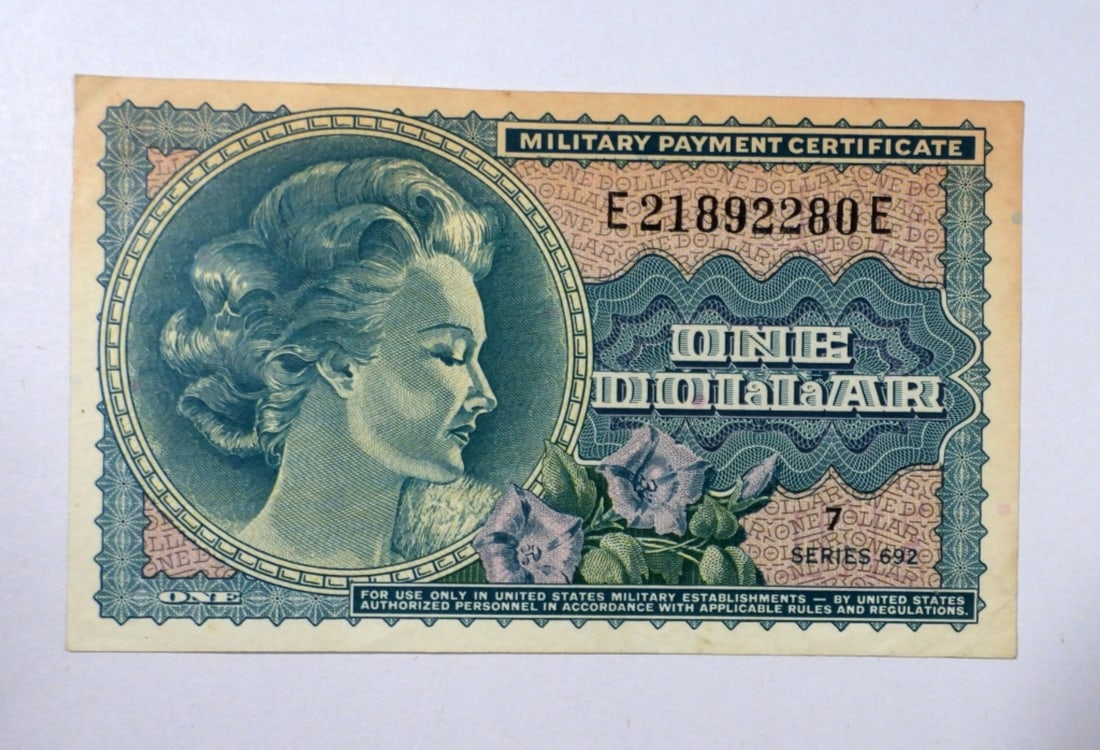 MILITARY PAYMENT CERTIFICATE
E21892280E
ONE
DOLLAR
7
SERIES 692
ONE
FOR USE ONLY IN UNITED STATES MILITARY ESTABLISHMENTS — BY UNITED STATES
AUTHORIZED PERSONNEL IN ACCORDANCE WITH APPLICABLE RULES AND REGULATIONS.